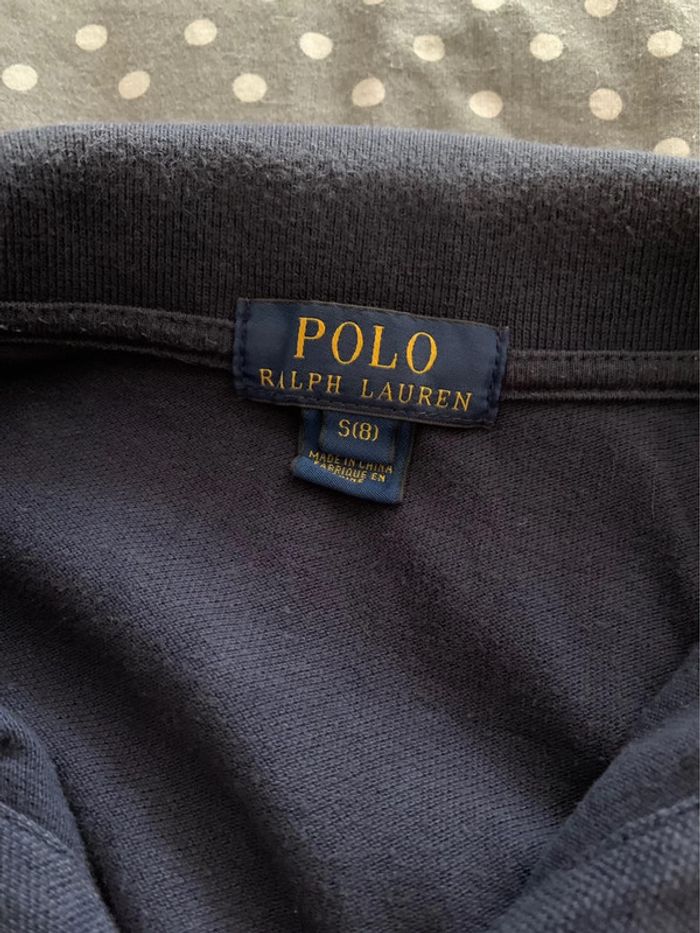 POLO
RALPH LAUREN
S(8)
MADE IN CHINA
FABRIQUE EN